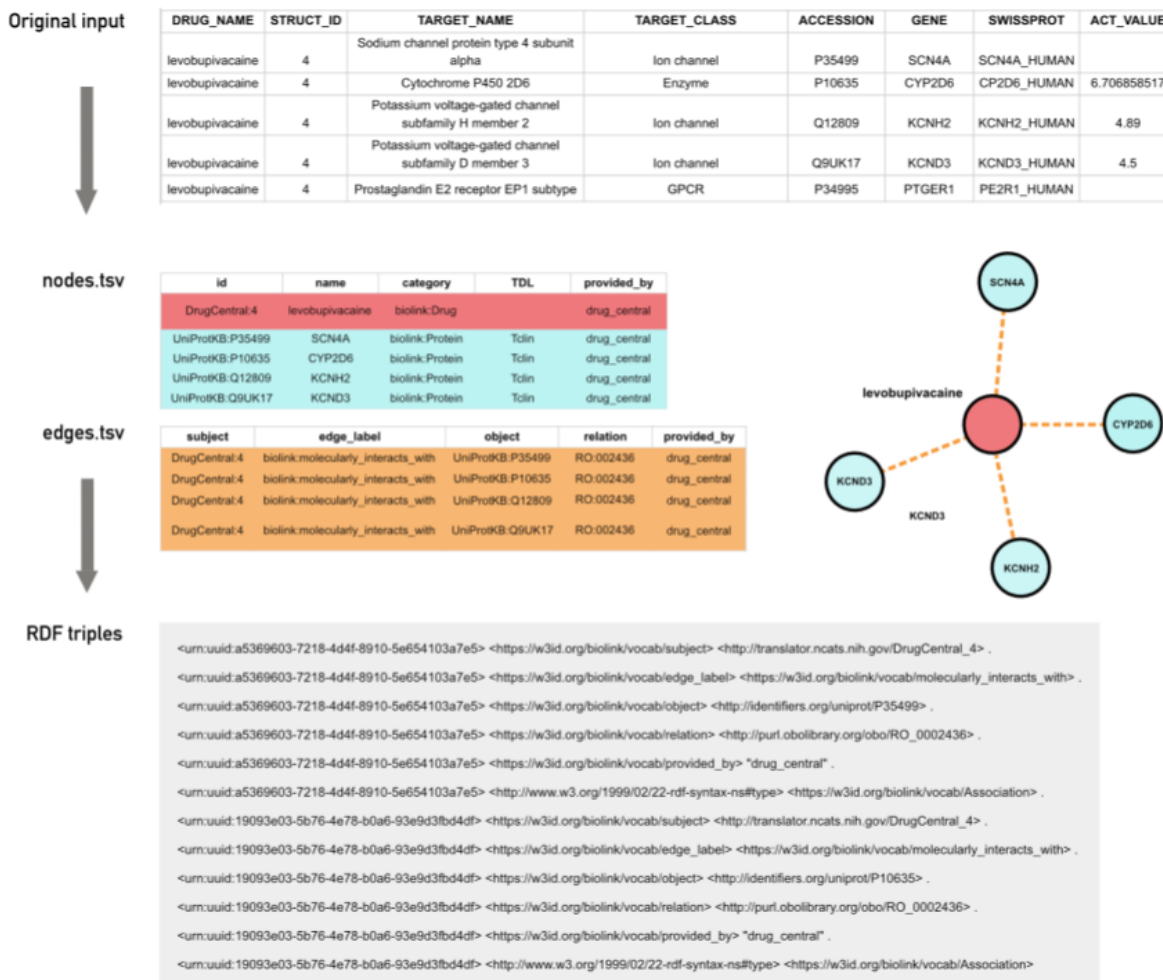 Original input
DRUG_NAME STRUCT_ID TARGET_NAME TARGET_CLASS ACCESSION GENE SWISSPROT ACT_VALUE
levobupivacaine 4 Sodium channel protein type 4 subunit alpha Ion channel P35499 SCN4A SCN4A_HUMAN
levobupivacaine 4 Cytochrome P450 2D6 Enzyme P10635 CYP2D6 CP2D6_HUMAN 6.706858517
levobupivacaine 4 Potassium voltage-gated channel subfamily H member 2 Ion channel Q12809 KCNH2 KCNH2_HUMAN 4.89
levobupivacaine 4 Potassium voltage-gated channel subfamily D member 3 Ion channel Q9UK17 KCND3 KCND3_HUMAN 4.5
levobupivacaine 4 Prostaglandin E2 receptor EP1 subtype GPCR P34995 PTGER1 PE2R1_HUMAN
nodes.tsv
id name category TDL provided_by
DrugCentral:4 levobupivacaine biolink:Drug drug_central
UniProtKB:P35499 SCN4A biolink:Protein Tclin drug_central
UniProtKB:P10635 CYP2D6 biolink:Protein Tclin drug_central
UniProtKB:Q12809 KCNH2 biolink:Protein Tclin drug_central
UniProtKB:Q9UK17 KCND3 biolink:Protein Tclin drug_central
edges.tsv
subject edge_label object relation provided_by
DrugCentral:4 biolink:molecularly_interacts_with UniProtKB:P35499 RO:002436 drug_central
DrugCentral:4 biolink:molecularly_interacts_with UniProtKB:P10635 RO:002436 drug_central
DrugCentral:4 biolink:molecularly_interacts_with UniProtKB:Q12809 RO:002436 drug_central
DrugCentral:4 biolink:molecularly_interacts_with UniProtKB:Q9UK17 RO:002436 drug_central
SCN4A
levobupivacaine
CYP2D6
KCND3
KCND3
KCNH2
RDF triples
<urn:uuid:a5369603-7218-4d4f-8910-5e654103a7e5> <https://w3id.org/biolink/vocab/subject> <http://translator.ncats.nih.gov/DrugCentral_4> .
<urn:uuid:a5369603-7218-4d4f-8910-5e654103a7e5> <https://w3id.org/biolink/vocab/edge_label> <https://w3id.org/biolink/vocab/molecularly_interacts_with> .
<urn:uuid:a5369603-7218-4d4f-8910-5e654103a7e5> <https://w3id.org/biolink/vocab/object> <http://identifiers.org/uniprot/P35499> .
<urn:uuid:a5369603-7218-4d4f-8910-5e654103a7e5> <https://w3id.org/biolink/vocab/relation> <http://purl.obolibrary.org/obo/RO_0002436> .
<urn:uuid:a5369603-7218-4d4f-8910-5e654103a7e5> <https://w3id.org/biolink/vocab/provided_by> "drug_central" .
<urn:uuid:a5369603-7218-4d4f-8910-5e654103a7e5> <http://www.w3.org/1999/02/22-rdf-syntax-ns#type> <https://w3id.org/biolink/vocab/Association> .
<urn:uuid:19093e03-5b76-4e78-b0a6-93e9d3fbd4df> <https://w3id.org/biolink/vocab/subject> <http://translator.ncats.nih.gov/DrugCentral_4> .
<urn:uuid:19093e03-5b76-4e78-b0a6-93e9d3fbd4df> <https://w3id.org/biolink/vocab/edge_label> <https://w3id.org/biolink/vocab/molecularly_interacts_with> .
<urn:uuid:19093e03-5b76-4e78-b0a6-93e9d3fbd4df> <https://w3id.org/biolink/vocab/object> <http://identifiers.org/uniprot/P10635> .
<urn:uuid:19093e03-5b76-4e78-b0a6-93e9d3fbd4df> <https://w3id.org/biolink/vocab/relation> <http://purl.obolibrary.org/obo/RO_0002436> .
<urn:uuid:19093e03-5b76-4e78-b0a6-93e9d3fbd4df> <https://w3id.org/biolink/vocab/provided_by> "drug_central" .
<urn:uuid:19093e03-5b76-4e78-b0a6-93e9d3fbd4df> <http://www.w3.org/1999/02/22-rdf-syntax-ns#type> <https://w3id.org/biolink/vocab/Association>